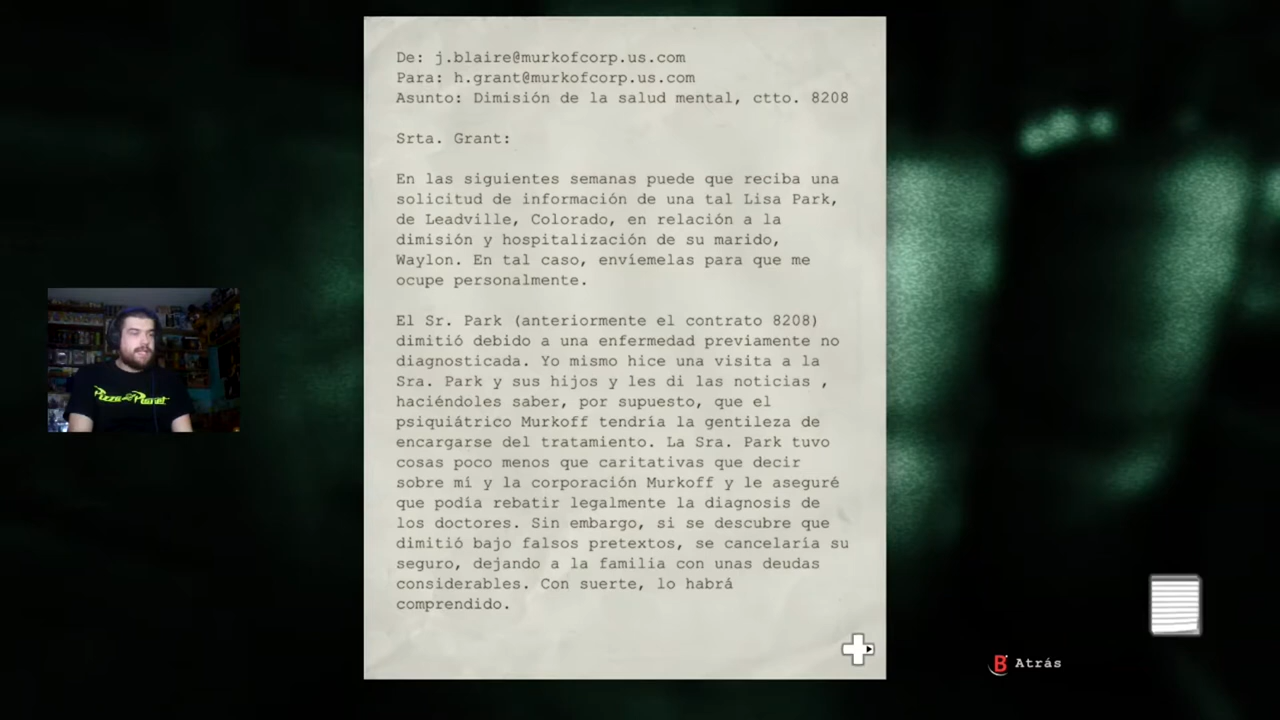 De: j.blaire@murkofcorp.us.com
Para: h.grant@murkofcorp.us.com
Asunto: Dimisión de la salud mental, ctto. 8208
Srta. Grant:
En las siguientes semanas puede que reciba una
solicitud de información de una tal Lisa Park,
de Leadville, Colorado, en relación a la
dimisión y hospitalización de su marido,
Waylon. En tal caso, envíemelas para que me
ocupe personalmente.
El Sr. Park (anteriormente el contrato 8208)
dimitió debido a una enfermedad previamente no
diagnosticada. Yo mismo hice una visita a la
Sra. Park y sus hijos y les di las noticias ,
haciéndoles saber, por supuesto, que el
psiquiátrico Murkoff tendría la gentileza de
encargarse del tratamiento. La Sra. Park tuvo
cosas poco menos que caritativas que decir
sobre mí y la corporación Murkoff y le aseguré
que podía rebatir legalmente la diagnosis de
los doctores. Sin embargo, si se descubre que
dimitió bajo falsos pretextos, se cancelaría su
seguro, dejando a la familia con unas deudas
considerables. Con suerte, lo habrá
comprendido.
Pizza Planet
B Atrás